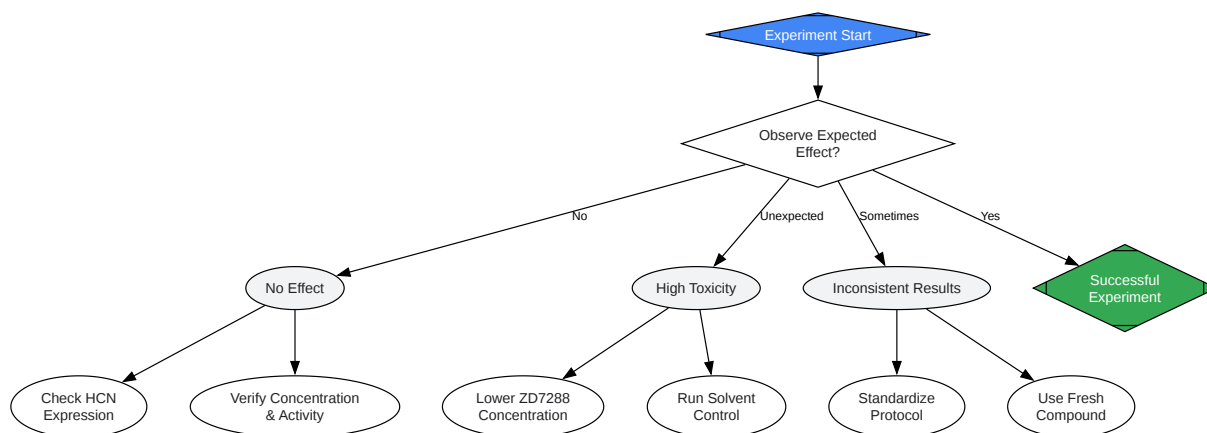 Experiment Start
Observe Expected
Effect?
No
Unexpected
Sometimes
Yes
No Effect
High Toxicity
Inconsistent Results
Successful
Experiment
Check HCN
Expression
Verify Concentration
& Activity
Lower ZD7288
Concentration
Run Solvent
Control
Standardize
Protocol
Use Fresh
Compound